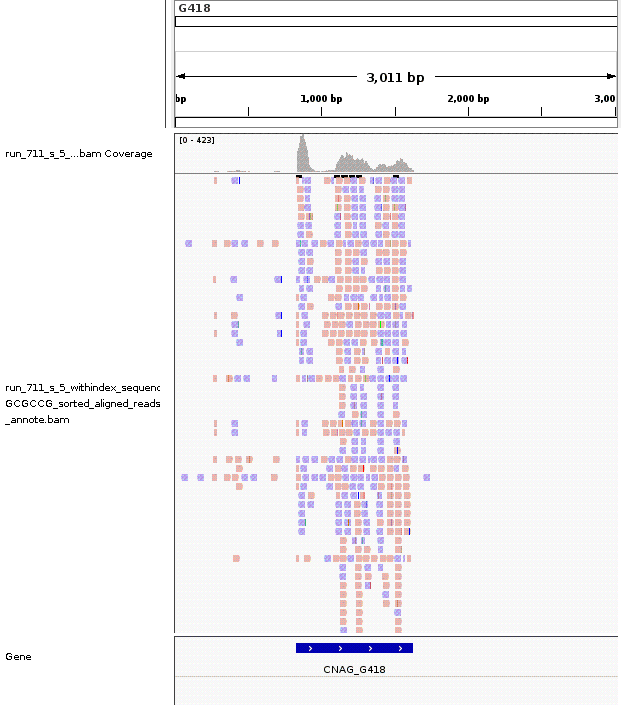 G418
3,011 bp
bp
1,000 bp
2,000 bp
3,00
[0 - 423]
run_711_s_5_...bam Coverage
run_711_s_5_withindex_sequenc
GCGCCG_sorted_aligned_reads
_annote.bam
Gene
CNAG_G418